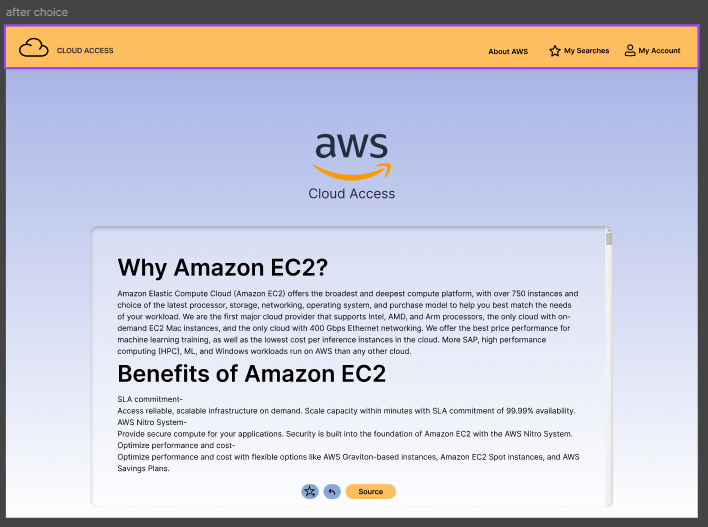 after choice
CLOUD ACCESS
About AWS
My Searches
My Account
aws
Cloud Access
Why Amazon EC2?
Amazon Elastic Compute Cloud (Amazon EC2) offers the broadest and deepest compute platform, with over 750 instances and
choice of the latest processor, storage, networking, operating system, and purchase model to help you best match the needs
of your workload. We are the first major cloud provider that supports Intel, AMD, and Arm processors, the only cloud with on-
demand EC2 Mac instances, and the only cloud with 400 Gbps Ethernet networking. We offer the best price performance for
machine learning training, as well as the lowest cost per inference instances in the cloud. More SAP, high performance
computing (HPC), ML, and Windows workloads run on AWS than any other cloud.
Benefits of Amazon EC2
SLA commitment-
Access reliable, scalable infrastructure on demand. Scale capacity within minutes with SLA commitment of 99.99% availability.
AWS Nitro System-
Provide secure compute for your applications. Security is built into the foundation of Amazon EC2 with the AWS Nitro System.
Optimize performance and cost-
Optimize performance and cost with flexible options like AWS Graviton-based instances, Amazon EC2 Spot instances, and AWS
Savings Plans.
Source